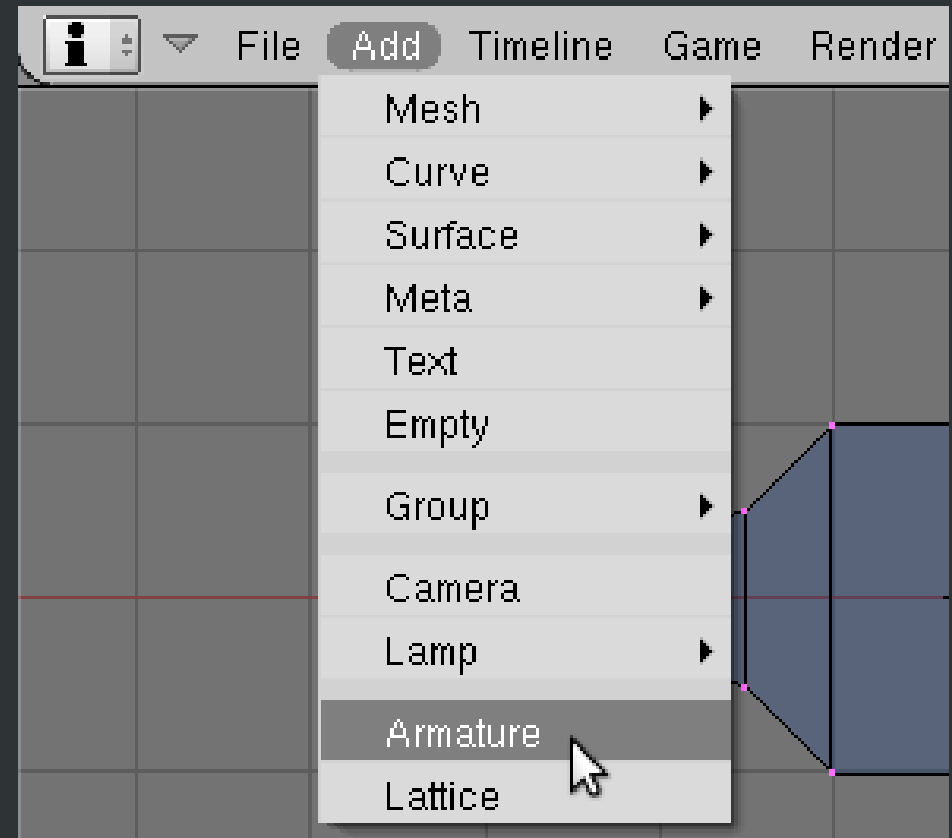 File Add Timeline Game Render
Mesh
Curve
Surface
Meta
Text
Empty
Group
Camera
Lamp
Armature
Lattice